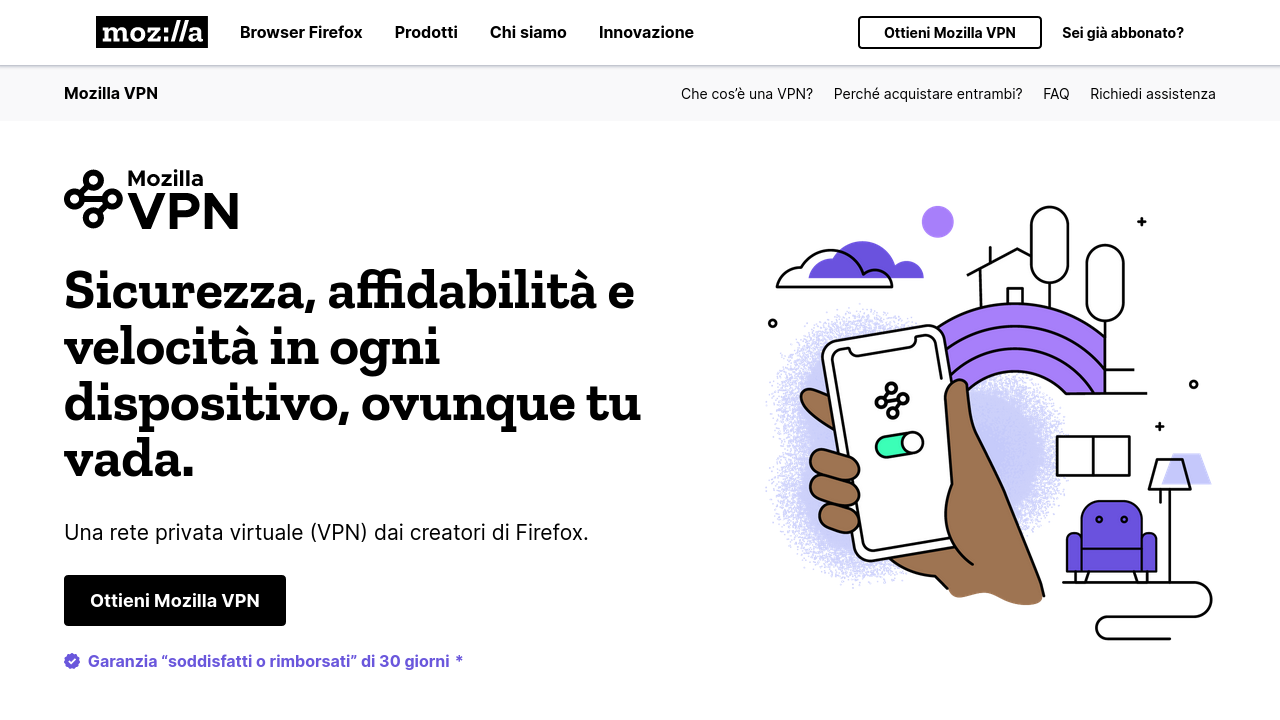 moz://a
Browser Firefox
Prodotti
Chi siamo
Innovazione
Ottieni Mozilla VPN
Sei già abbonato?
Mozilla VPN
Che cos’è una VPN?
Perché acquistare entrambi?
FAQ
Richiedi assistenza
Mozilla
VPN
Sicurezza, affidabilità e
velocità in ogni
dispositivo, ovunque tu
vada.
Una rete privata virtuale (VPN) dai creatori di Firefox.
Ottieni Mozilla VPN
Garanzia “soddisfatti o rimborsati” di 30 giorni *